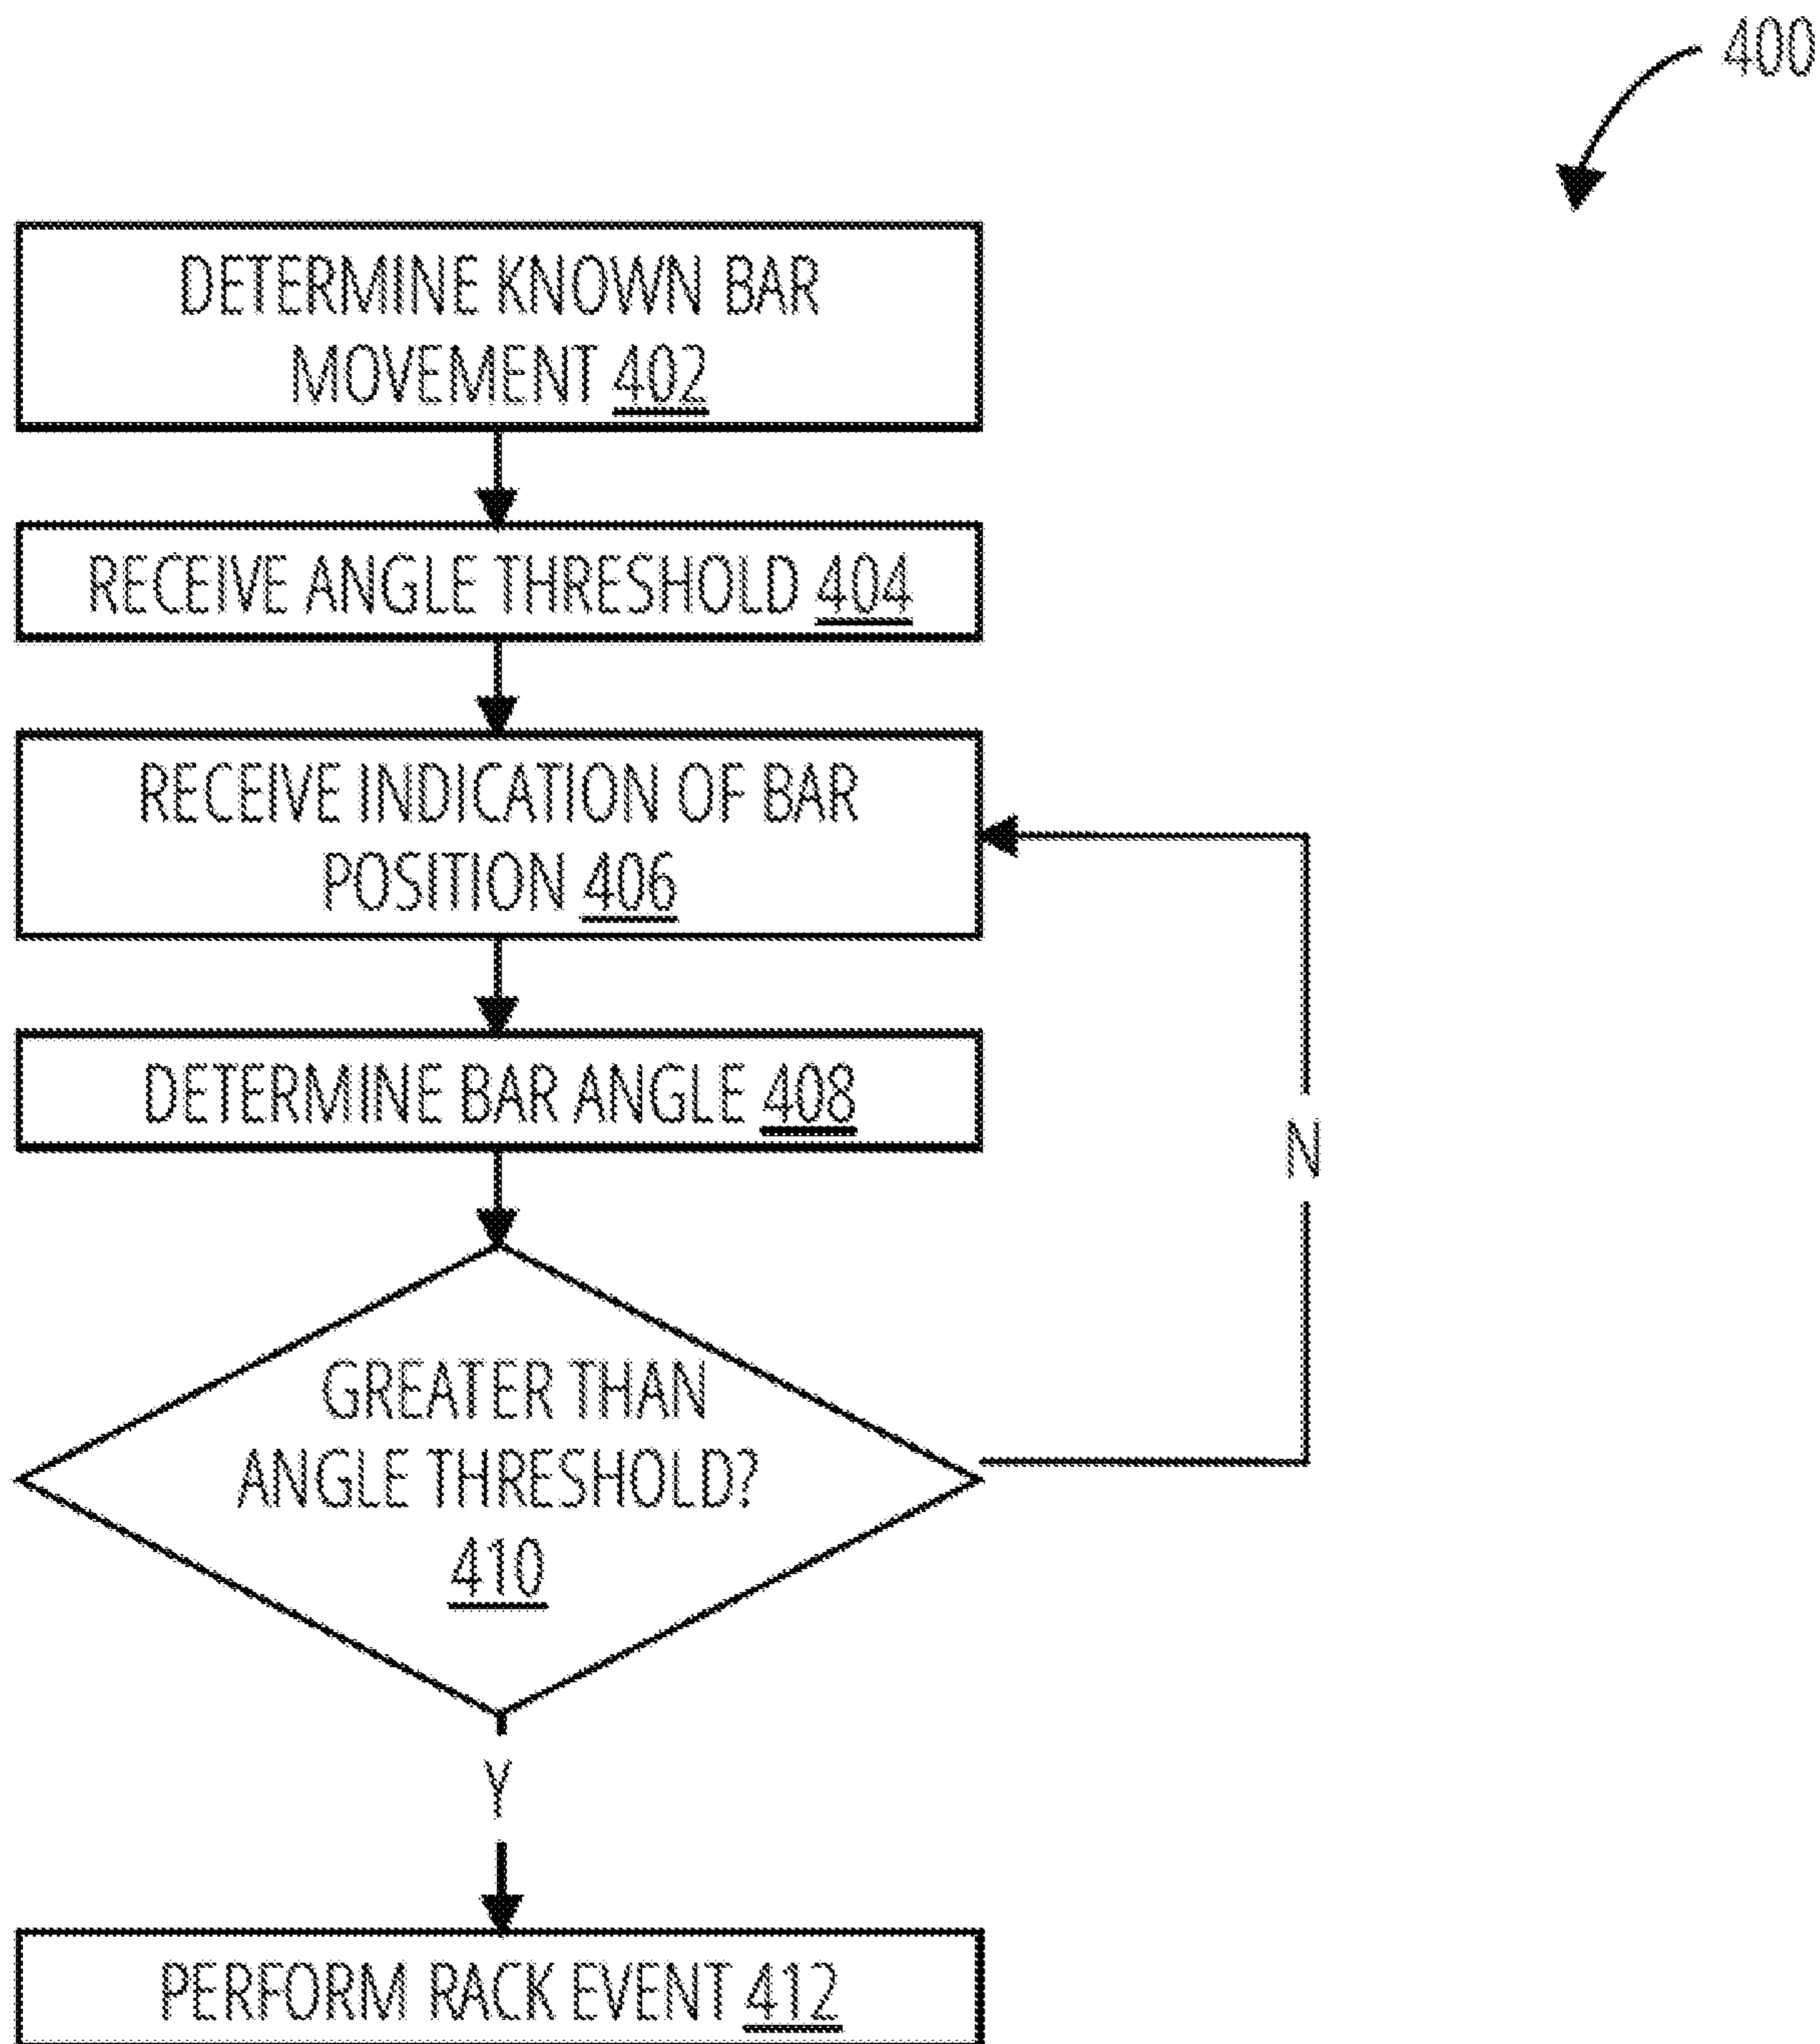 400
DETERMINE KNOWN BAR
MOVEMENT 402
RECEIVE ANGLE THRESHOLD 404
RECEIVE INDICATION OF BAR
POSITION 406
DETERMINE BAR ANGLE 408
N
GREATER THAN
ANGLE THRESHOLD?
410
Y
PERFORM RACK EVENT 412